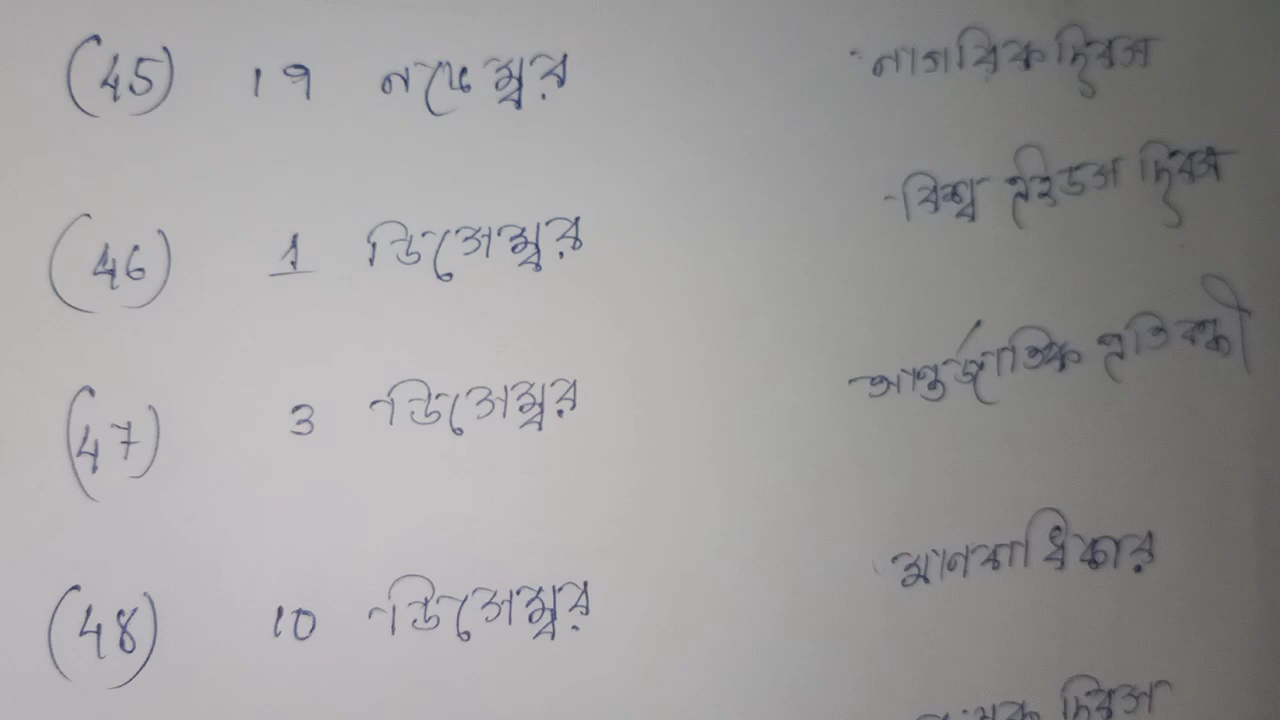 (45) 19 নভেম্বর নাগরিক দিবস
(46) 1 ডিসেম্বর - বিশ্ব এইডস দিবস
(47) 3 ডিসেম্বর আন্তর্জাতিক প্রতিবন্ধী
(48) 10 ডিসেম্বর মানবাধিকার
দিবস